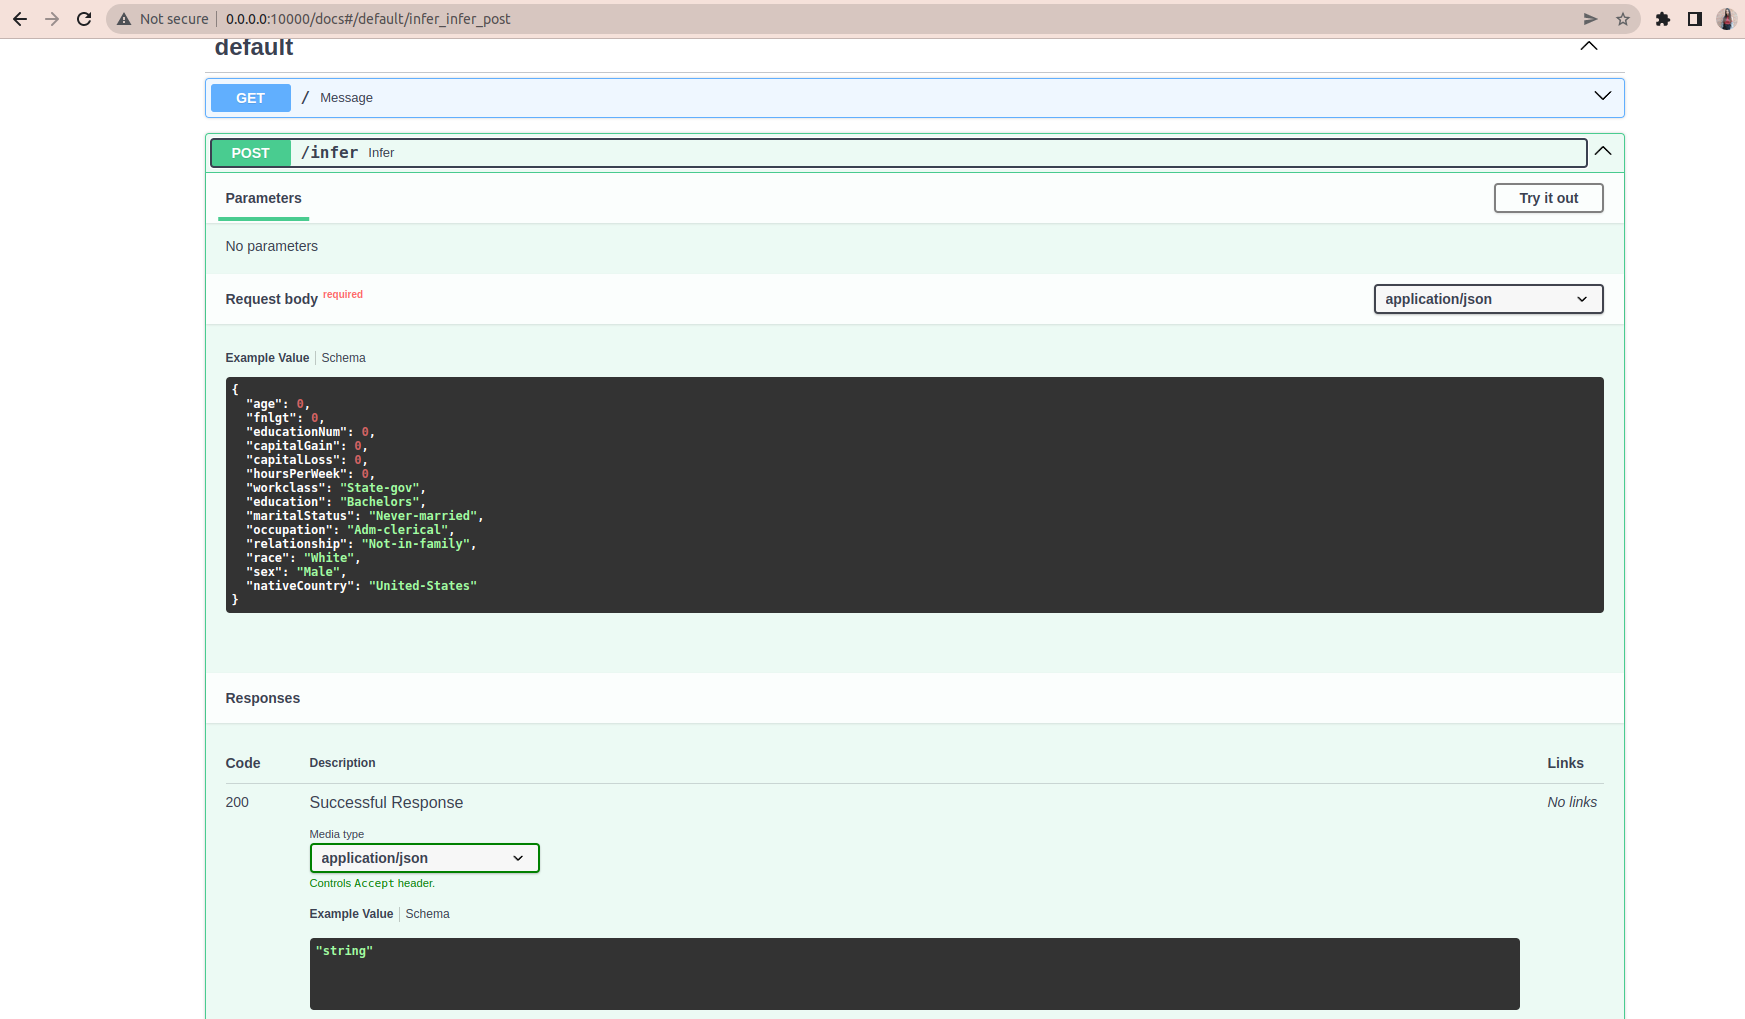 Not secure | 0.0.0.0:10000/docs#/default/infer_infer_post
default
GET / Message
POST /infer Infer
Parameters Try it out
No parameters
Request body required application/json
Example Value | Schema
{
"age": 0,
"fnlgt": 0,
"educationNum": 0,
"capitalGain": 0,
"capitalLoss": 0,
"hoursPerWeek": 0,
"workclass": "State-gov",
"education": "Bachelors",
"maritalStatus": "Never-married",
"occupation": "Adm-clerical",
"relationship": "Not-in-family",
"race": "White",
"sex": "Male",
"nativeCountry": "United-States"
}
Responses
Code Description Links
200 Successful Response No links
Media type
application/json
Controls Accept header.
Example Value | Schema
"string"